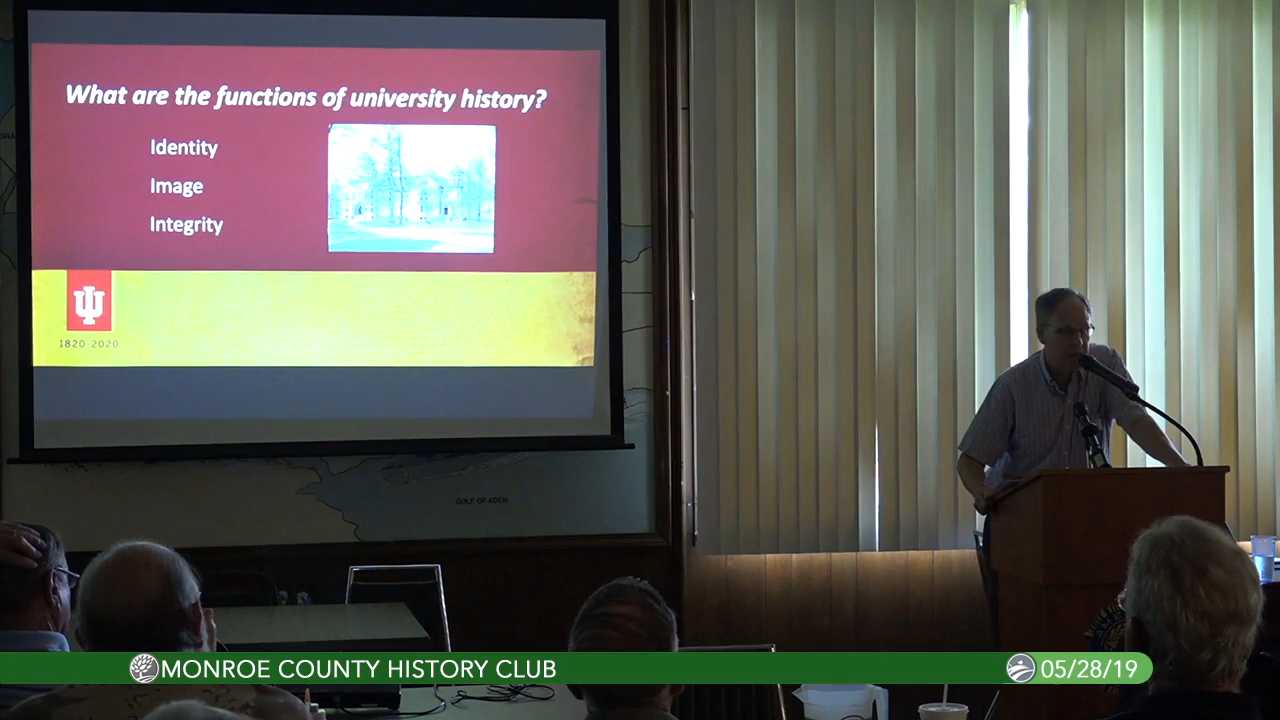 What are the functions of university history?
Identity
Image
Integrity
1820-2020
GULF OF ADEN
MONROE COUNTY HISTORY CLUB
05/28/19